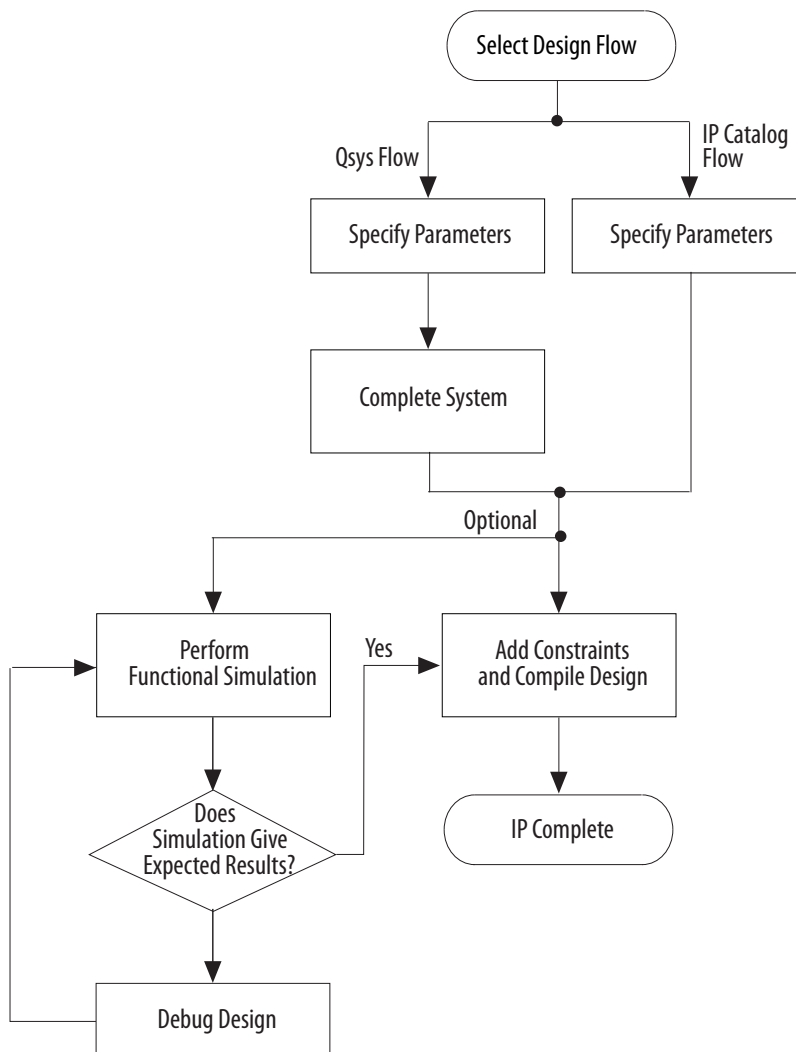 Select Design Flow
Qsys Flow
IP Catalog
Flow
Specify Parameters
Specify Parameters
Complete System
Optional
Perform
Functional Simulation
Yes
Add Constraints
and Compile Design
Does
Simulation Give
Expected Results?
IP Complete
Debug Design